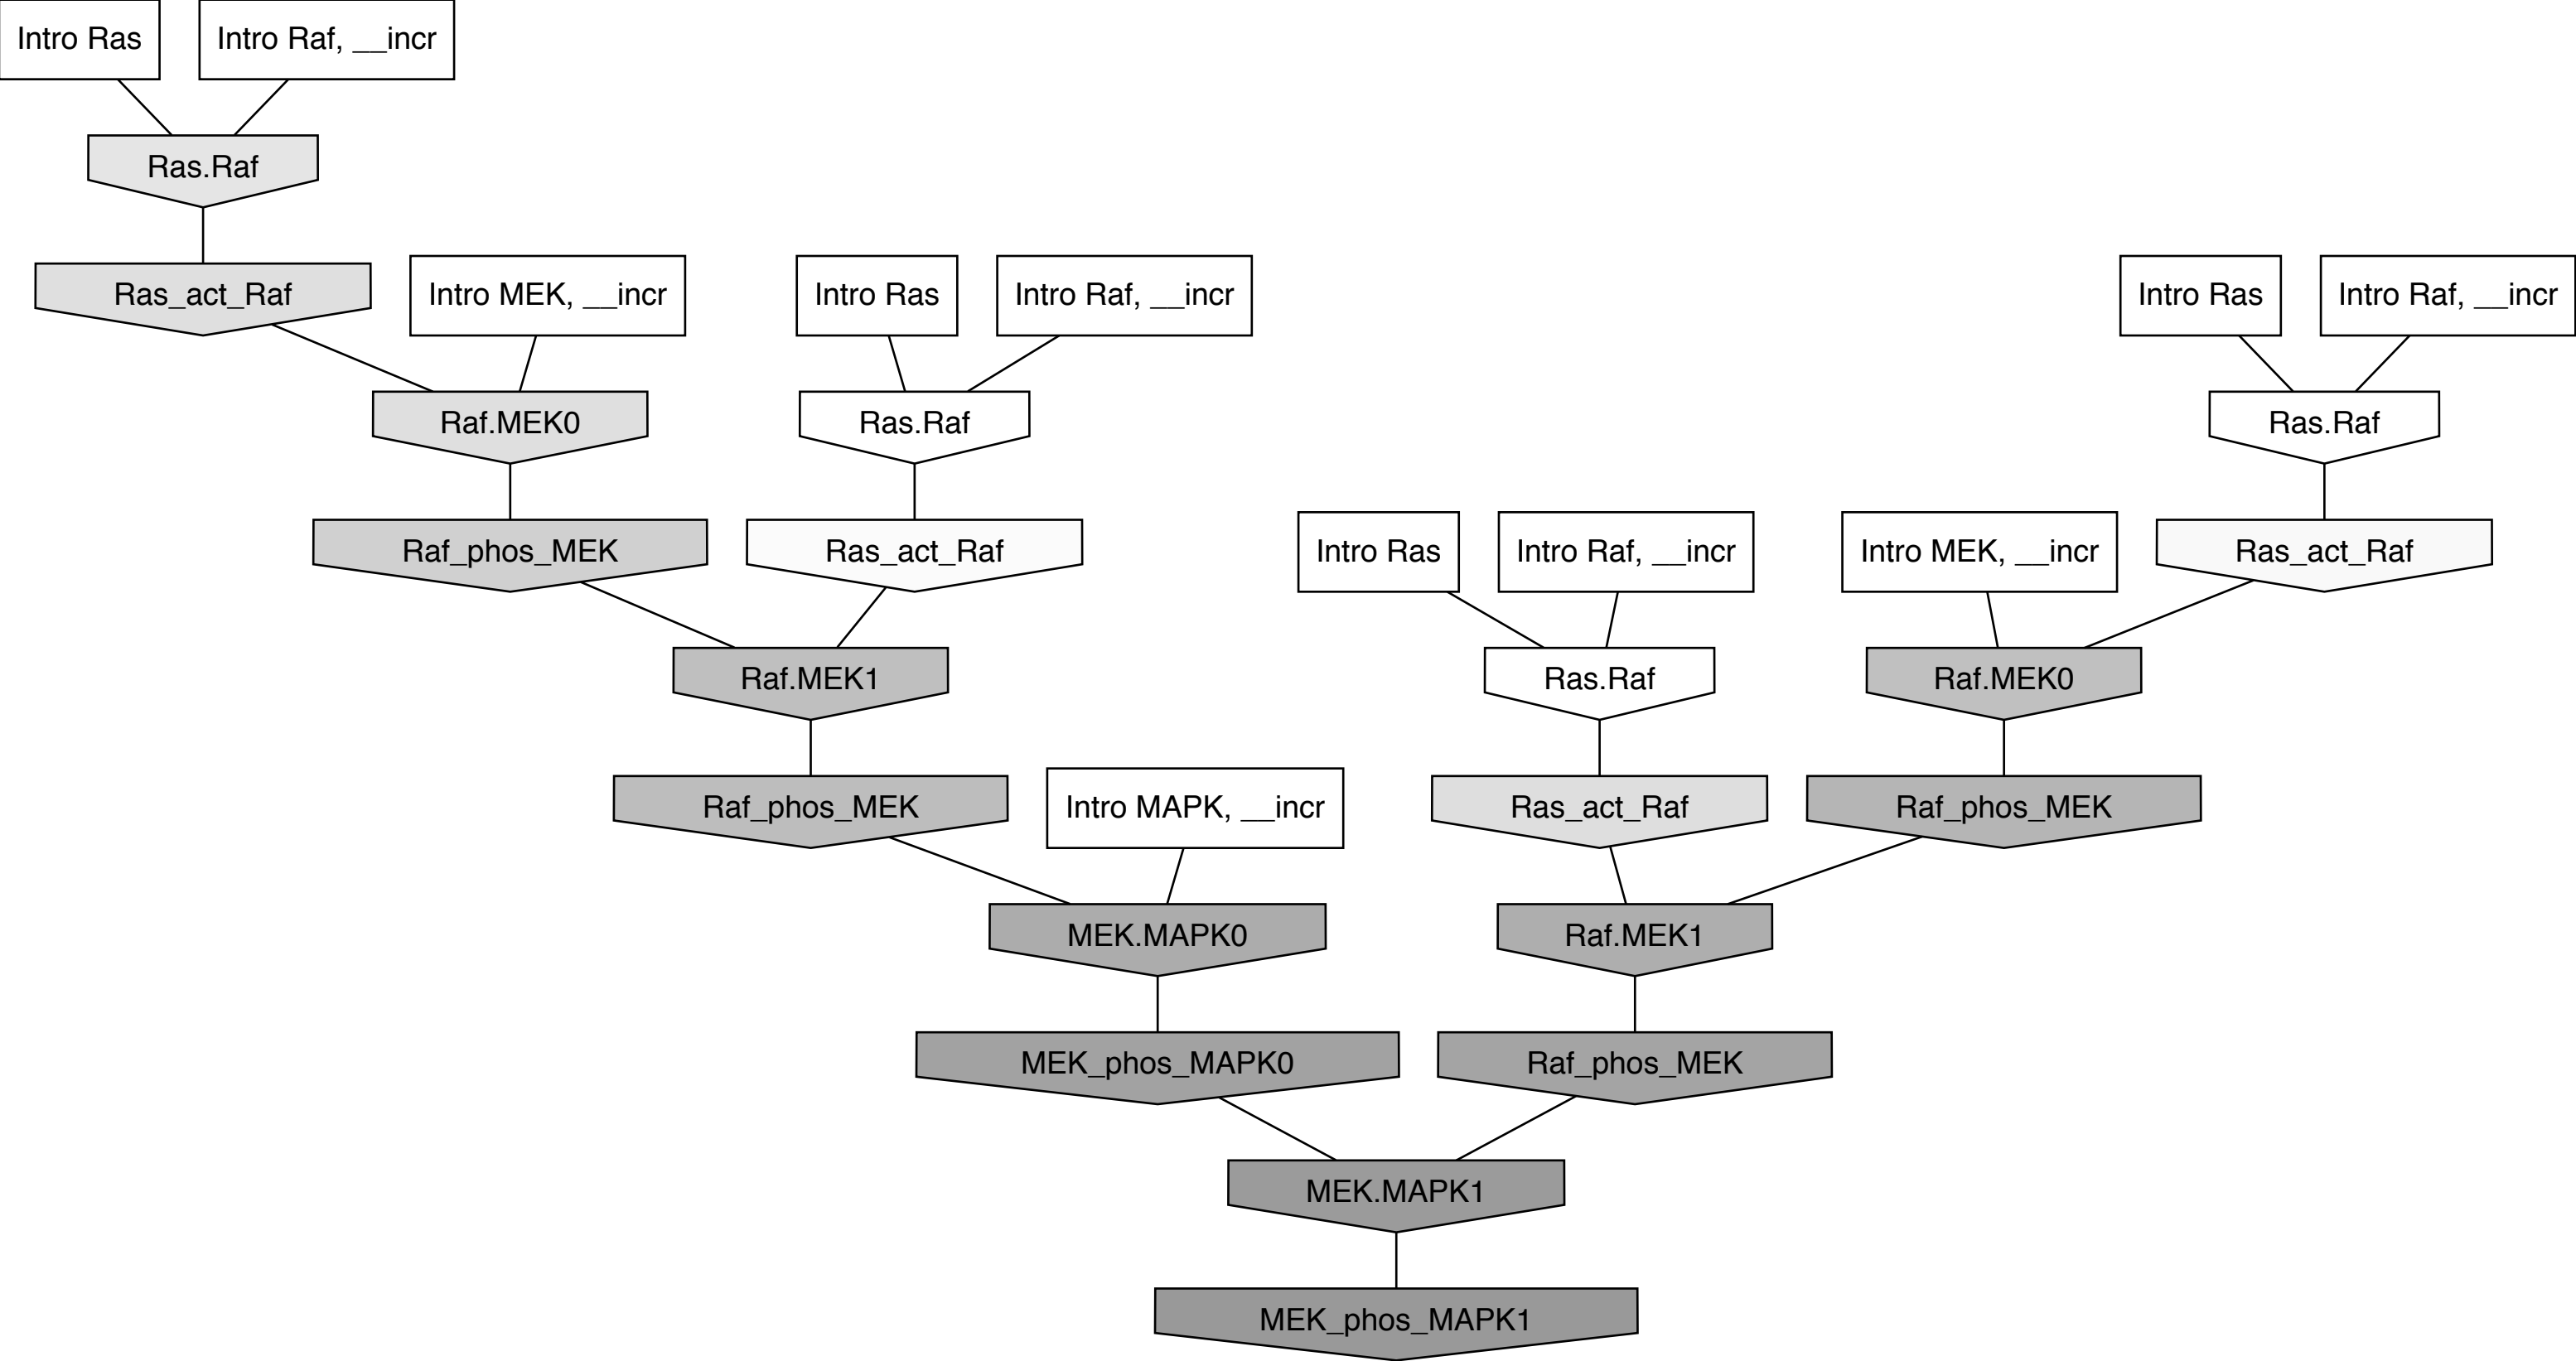 Intro Ras
Intro Raf, __incr
Ras.Raf
Ras_act_Raf
Intro MEK, __incr
Intro Ras
Intro Raf, __incr
Intro Ras
Intro Raf, __incr
Raf.MEK0
Ras.Raf
Ras.Raf
Raf_phos_MEK
Ras_act_Raf
Intro Ras
Intro Raf, __incr
Intro MEK, __incr
Ras_act_Raf
Raf.MEK1
Ras.Raf
Raf.MEK0
Raf_phos_MEK
Intro MAPK, __incr
Ras_act_Raf
Raf_phos_MEK
MEK.MAPK0
Raf.MEK1
MEK_phos_MAPK0
Raf_phos_MEK
MEK.MAPK1
MEK_phos_MAPK1